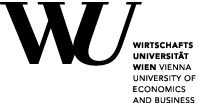 WU
WIRTSCHAFTS
UNIVERSITÄT
WIEN VIENNA
UNIVERSITY OF
ECONOMICS
AND BUSINESS